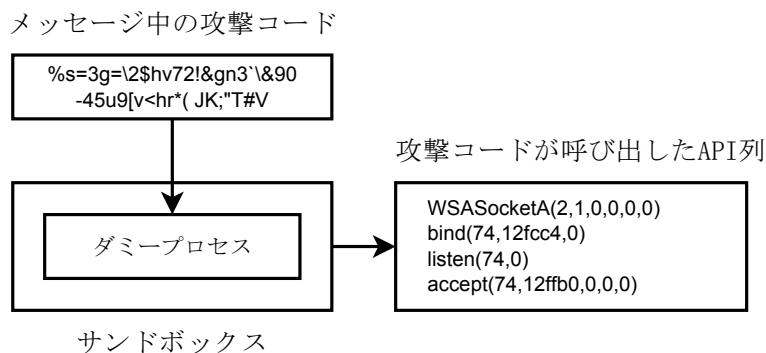 メッセージ中の攻撃コード
%s=3g=\2$hv72!&gn3`\&90
-45u9[v<hr*( JK;"T#V
攻撃コードが呼び出したAPI列
WSASocketA(2,1,0,0,0,0)
bind(74,12fcc4,0)
listen(74,0)
accept(74,12ffb0,0,0,0)
ダミープロセス
サンドボックス